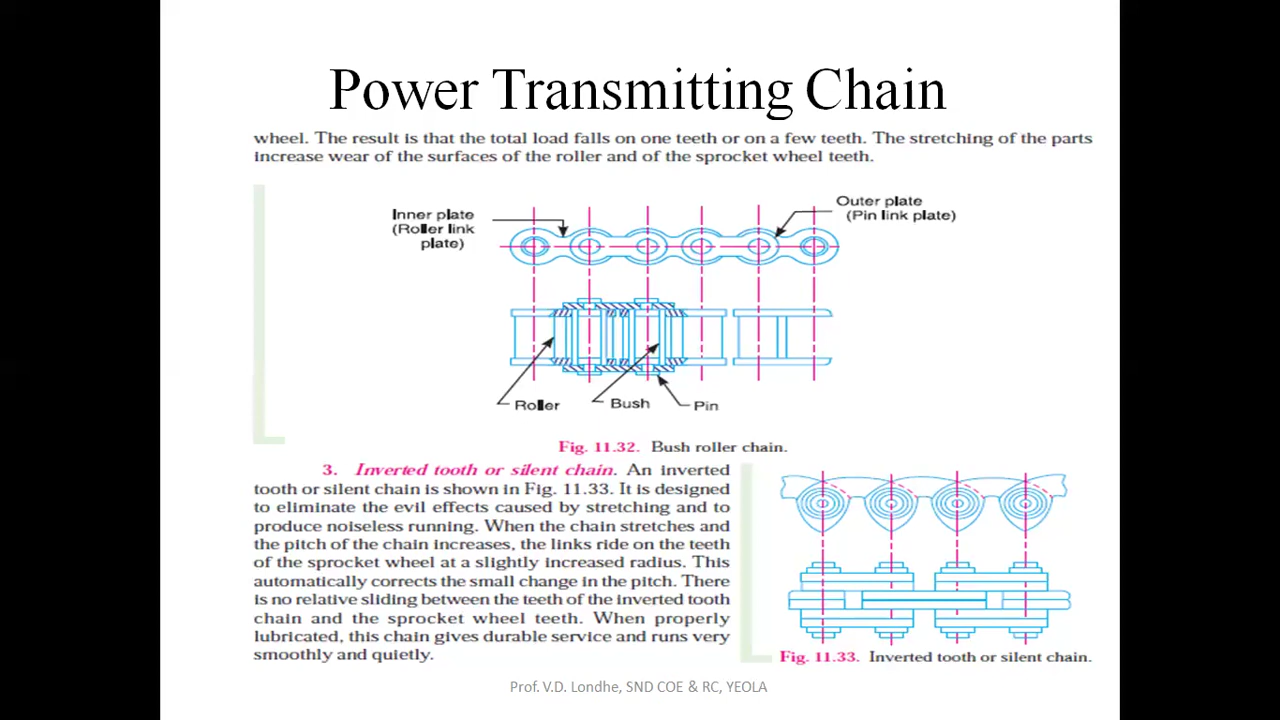 Power Transmitting Chain
wheel. The result is that the total load falls on one teeth or on a few teeth. The stretching of the parts
increase wear of the surfaces of the roller and of the sprocket wheel teeth.
Inner plate
(Roller link
plate)
Outer plate
(Pin link plate)
Roller
Bush
Pin
Fig. 11.32. Bush roller chain.
3. Inverted tooth or silent chain. An inverted
tooth or silent chain is shown in Fig. 11.33. It is designed
to eliminate the evil effects caused by stretching and to
produce noiseless running. When the chain stretches and
the pitch of the chain increases, the links ride on the teeth
of the sprocket wheel at a slightly increased radius. This
automatically corrects the small change in the pitch. There
is no relative sliding between the teeth of the inverted tooth
chain and the sprocket wheel teeth. When properly
lubricated, this chain gives durable service and runs very
smoothly and quietly.
Fig. 11.33. Inverted tooth or silent chain.
Prof. V.D. Londhe, SND COE & RC, YEOLA